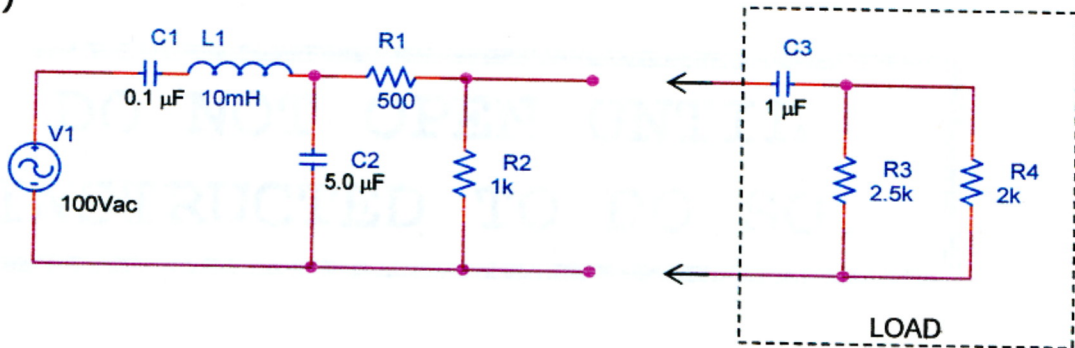 )
C1 L1
0.1 µF 10mH
R1
500
V1
100Vac
C2
5.0 µF
R2
1k
C3
1 µF
R3
2.5k
R4
2k
LOAD